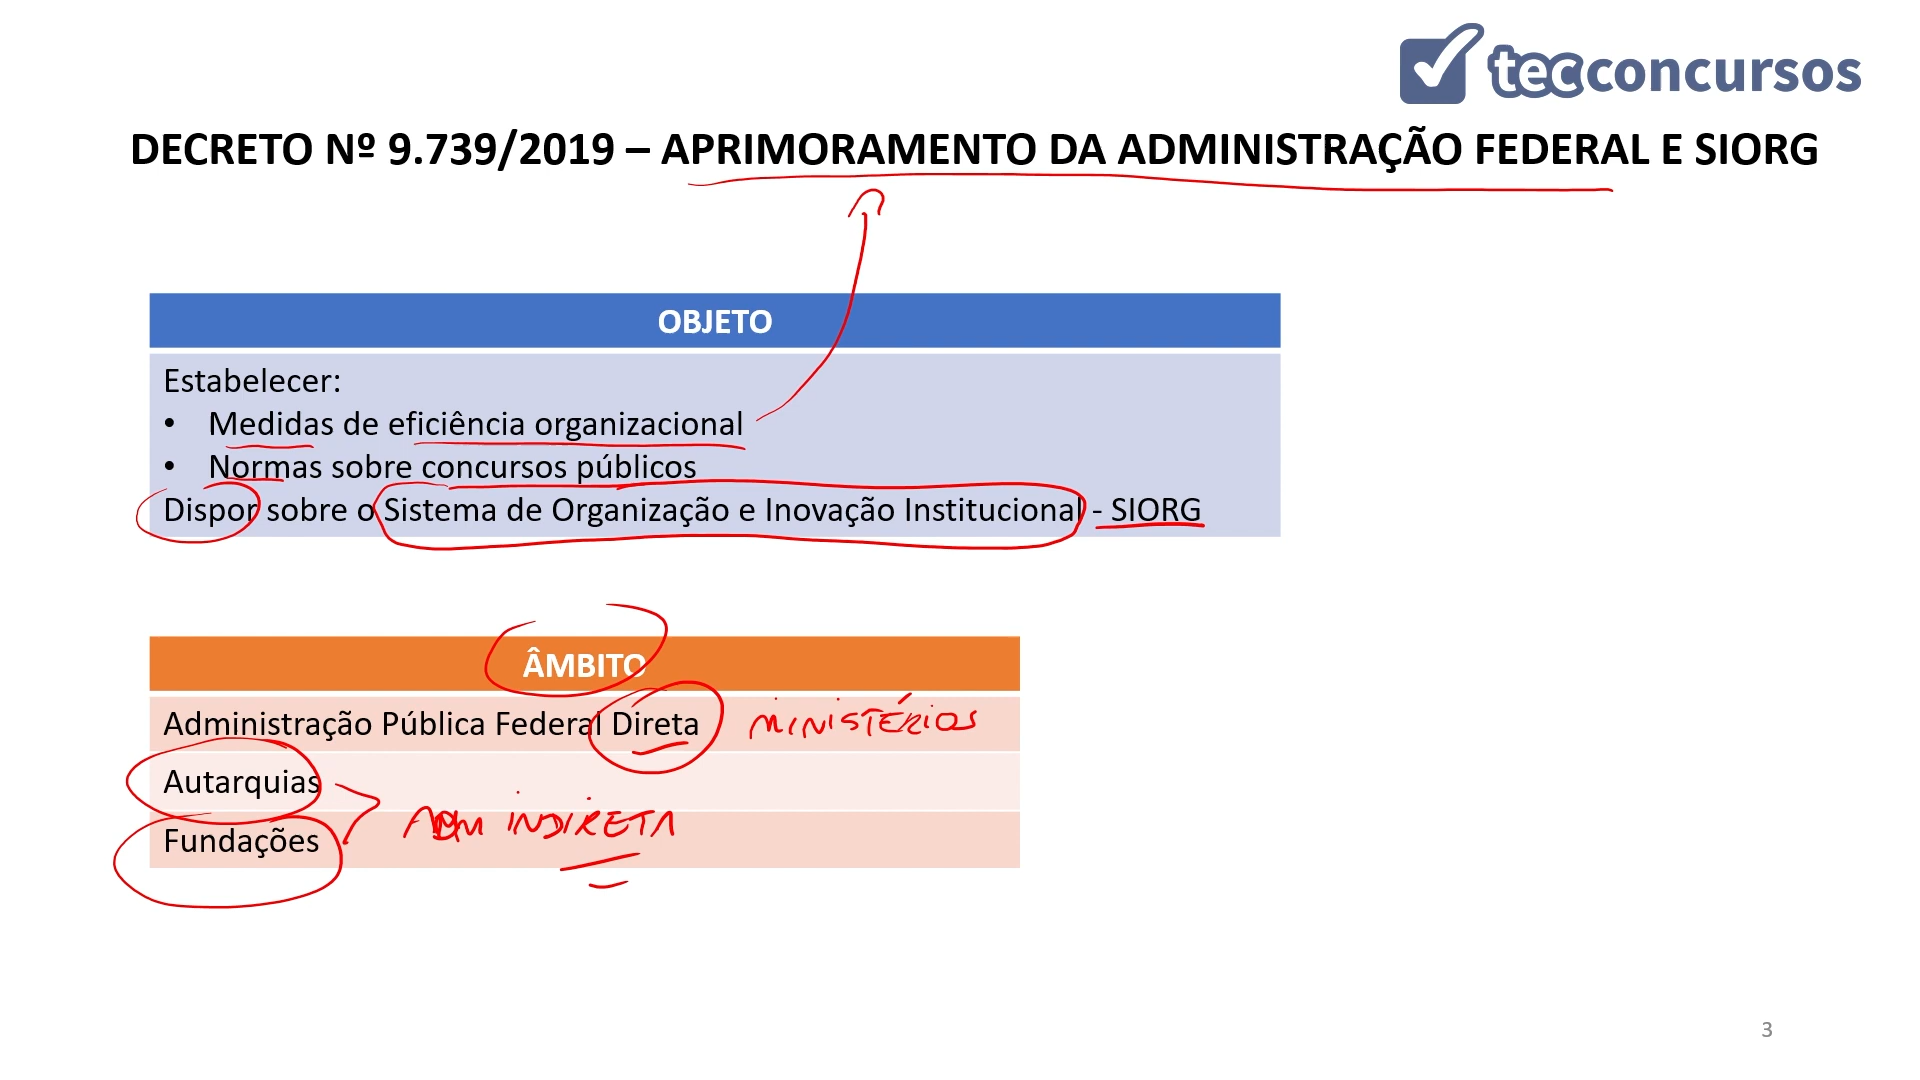 tecconcursos
DECRETO Nº 9.739/2019 – APRIMORAMENTO DA ADMINISTRAÇÃO FEDERAL E SIORG
OBJETO
Estabelecer:
• Medidas de eficiência organizacional
• Normas sobre concursos públicos
Dispor sobre o Sistema de Organização e Inovação Institucional - SIORG
ÂMBITO
Administração Pública Federal Direta MINISTÉRIOS
Autarquias
ADM INDIRETA
Fundações
3